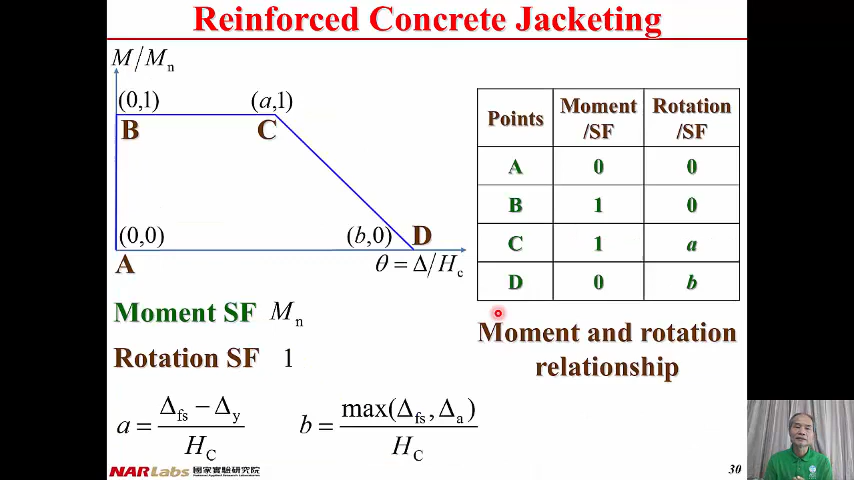 Reinforced Concrete Jacketing
M/Mn
(0,1)
(a,1)
B
C
(0,0)
(b,0)
D
A
θ = Δ/Hc
Points Moment /SF Rotation /SF
A 0 0
B 1 0
C 1 a
D 0 b
Moment SF Mn
Rotation SF 1
Moment and rotation
relationship
a = (Δfs − Δy) / HC
b = max(Δfs, Δa) / HC
NARLabs 國家實驗研究院
30